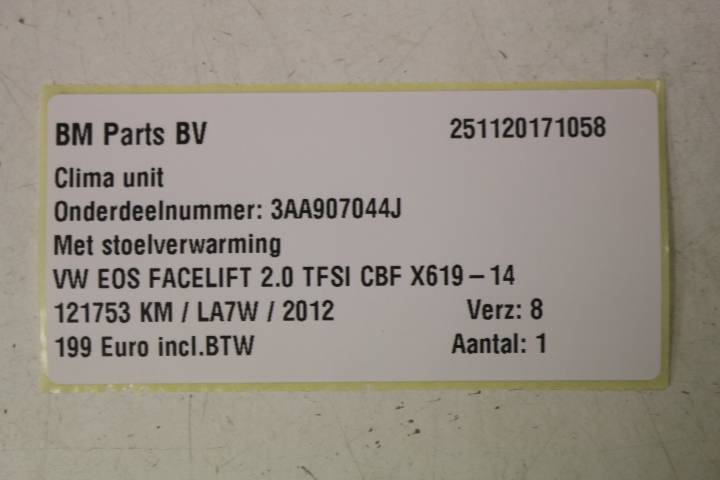 BM Parts BV 251120171058
Clima unit
Onderdeelnummer: 3AA907044J
Met stoelverwarming
VW EOS FACELIFT 2.0 TFSI CBF X619 – 14
121753 KM / LA7W / 2012 Verz: 8
199 Euro incl.BTW Aantal: 1